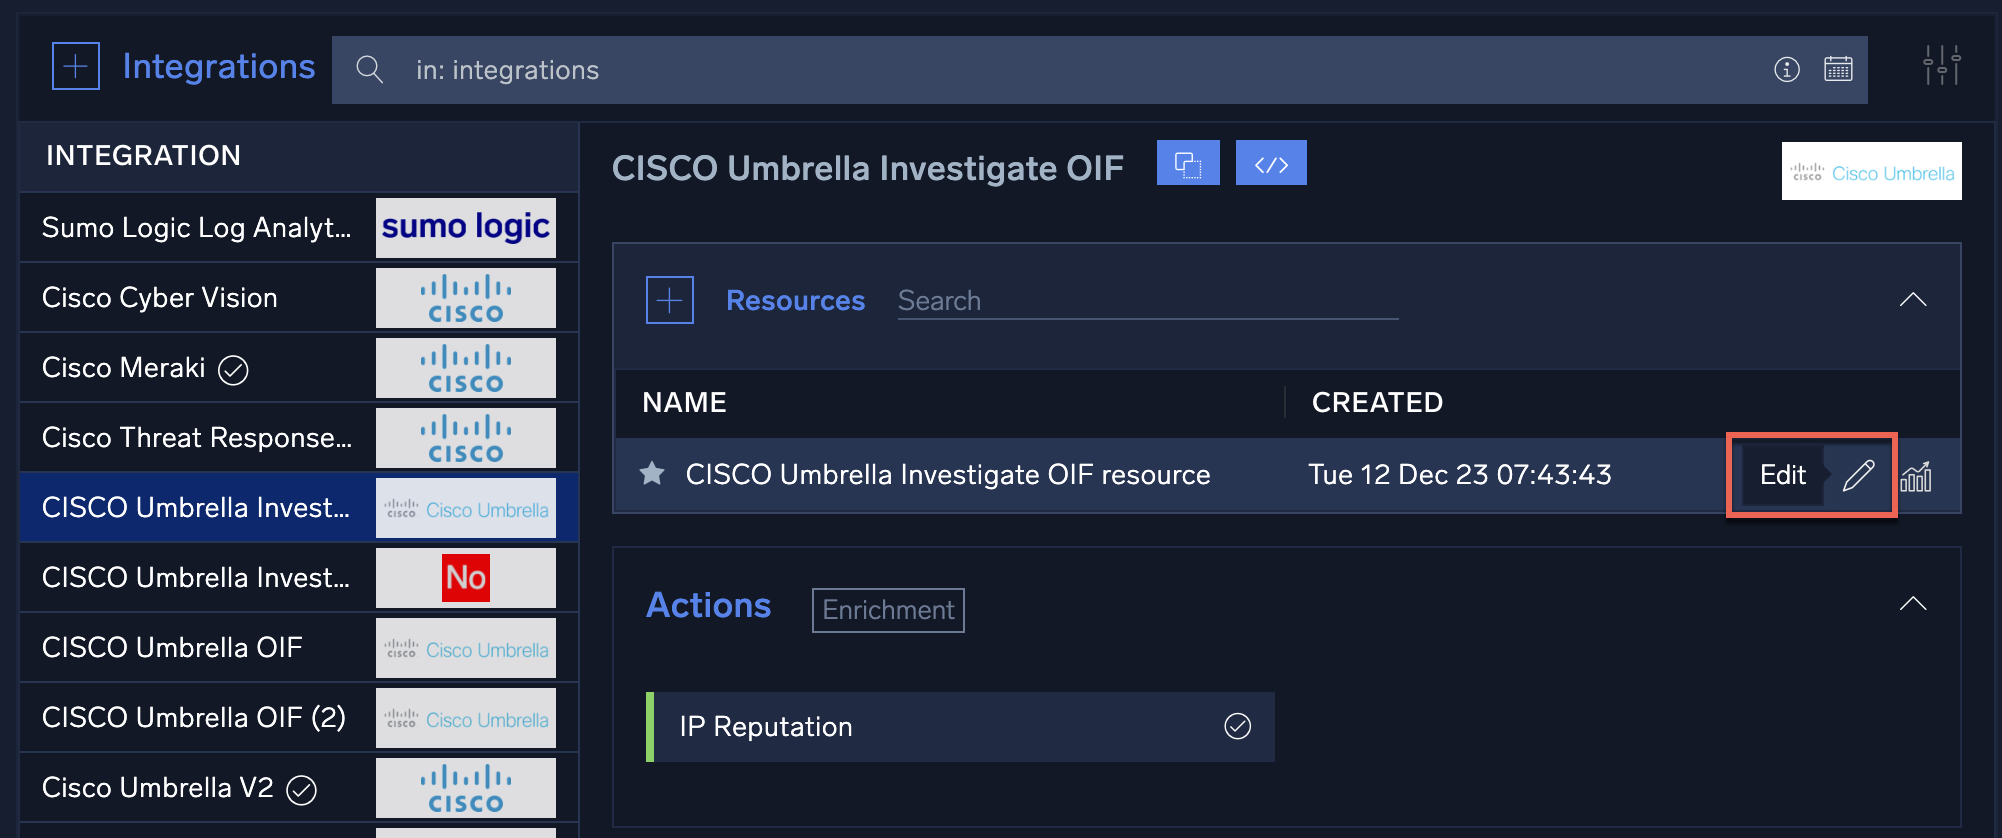 Integrations
in: integrations
INTEGRATION
Sumo Logic Log Analyt...
sumo logic
Cisco Cyber Vision
CISCO
Cisco Meraki
CISCO
Cisco Threat Response...
CISCO
CISCO Umbrella Invest...
CISCO Cisco Umbrella
CISCO Umbrella Invest...
No
CISCO Umbrella OIF
CISCO Cisco Umbrella
CISCO Umbrella OIF (2)
CISCO Cisco Umbrella
Cisco Umbrella V2
CISCO
CISCO Umbrella Investigate OIF
</>
CISCO Cisco Umbrella
Resources
Search
NAME
CREATED
CISCO Umbrella Investigate OIF resource
Tue 12 Dec 23 07:43:43
Edit
Actions
Enrichment
IP Reputation